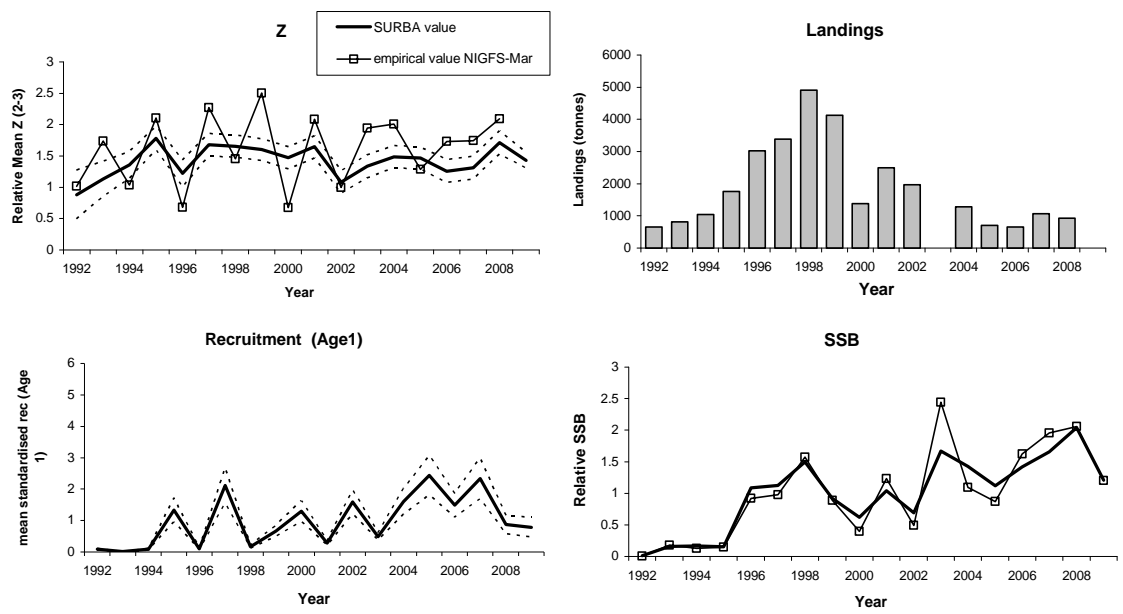 Z
SURBA value
empirical value NIGFS-Mar
Relative Mean Z (2-3)
3
2.5
2
1.5
1
0.5
0
1992 1994 1996 1998 2000 2002 2004 2006 2008
Year
Landings
Landings (tonnes)
6000
5000
4000
3000
2000
1000
0
1992 1994 1996 1998 2000 2002 2004 2006 2008
Year
Recruitment (Age1)
mean standardised rec (Age
1)
6
5
4
3
2
1
0
1992 1994 1996 1998 2000 2002 2004 2006 2008
Year
SSB
Relative SSB
3
2.5
2
1.5
1
0.5
0
1992 1994 1996 1998 2000 2002 2004 2006 2008
Year